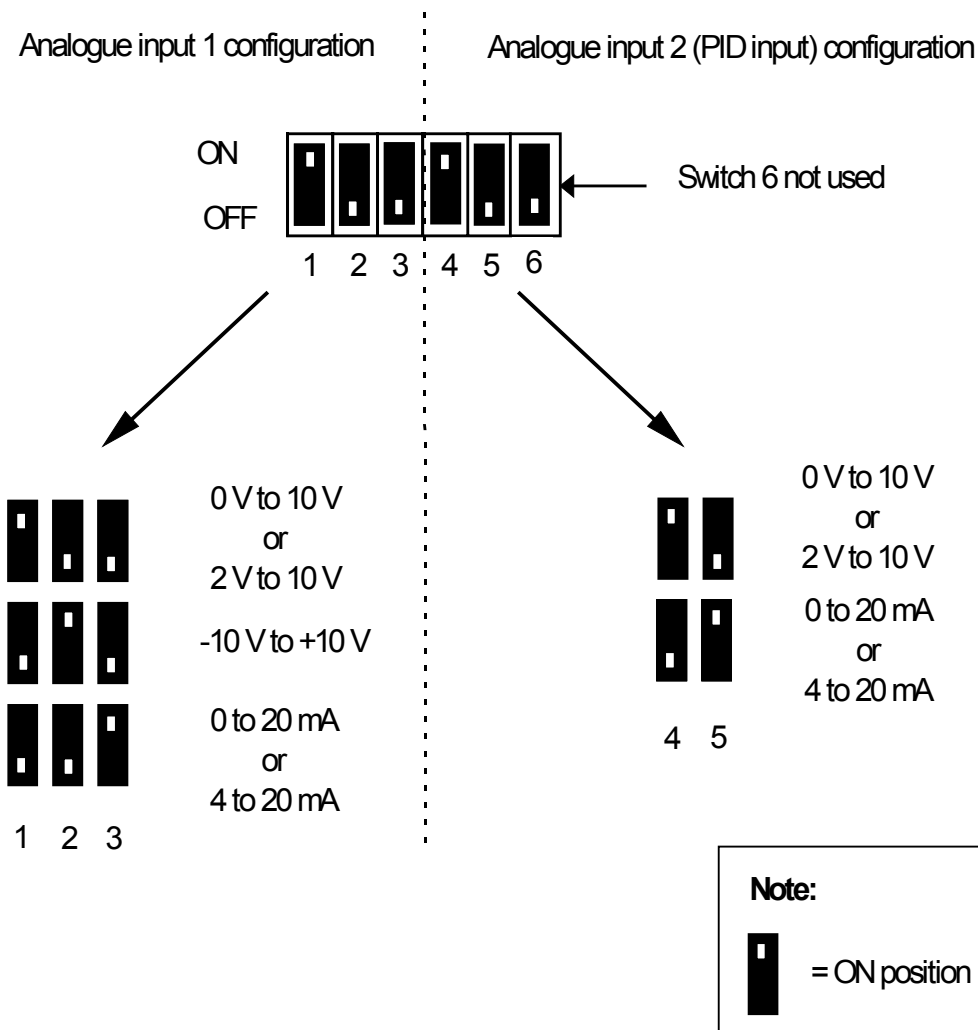 Analogue input 1 configuration
Analogue input 2 (PID input) configuration
ON
OFF
Switch 6 not used
1 2 3 4 5 6
0 V to 10 V
or
2 V to 10 V
-10 V to +10 V
0 to 20 mA
or
4 to 20 mA
1 2 3
0 V to 10 V
or
2 V to 10 V
0 to 20 mA
or
4 to 20 mA
4 5
Note:
= ON position